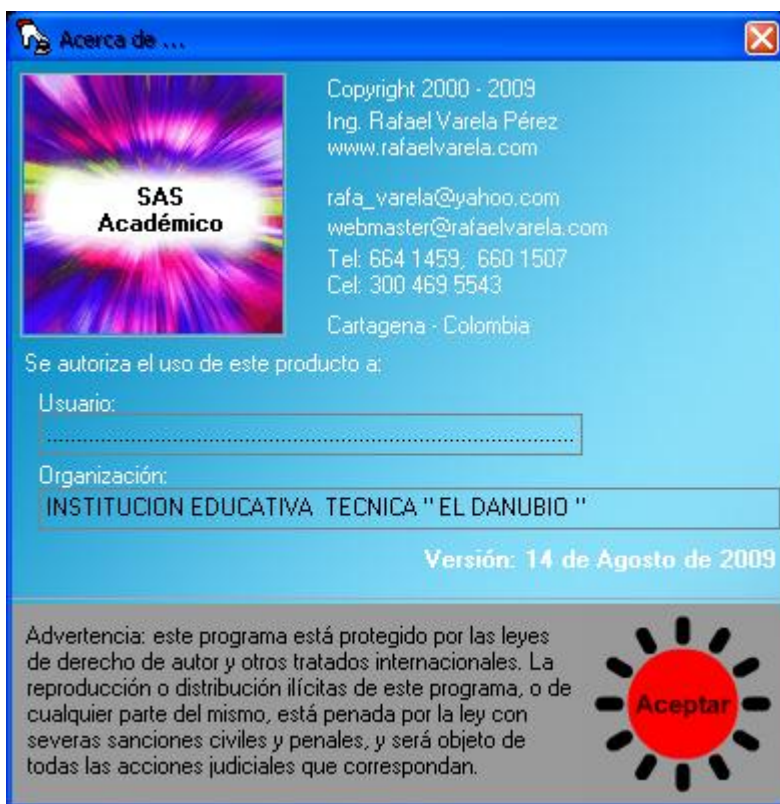 Acerca de ...
SAS
Académico
Copyright 2000 - 2009
Ing. Rafael Varela Pérez
www.rafaelvarela.com
rafa_varela@yahoo.com
webmaster@rafaelvarela.com
Tel: 664 1459, 660 1507
Cel: 300 469 5543
Cartagena - Colombia
Se autoriza el uso de este producto a:
Usuario:
Organización:
INSTITUCION EDUCATIVA TECNICA " EL DANUBIO "
Versión: 14 de Agosto de 2009
Advertencia: este programa está protegido por las leyes
de derecho de autor y otros tratados internacionales. La
reproducción o distribución ilícitas de este programa, o de
cualquier parte del mismo, está penada por la ley con
severas sanciones civiles y penales, y será objeto de
todas las acciones judiciales que correspondan.
Aceptar